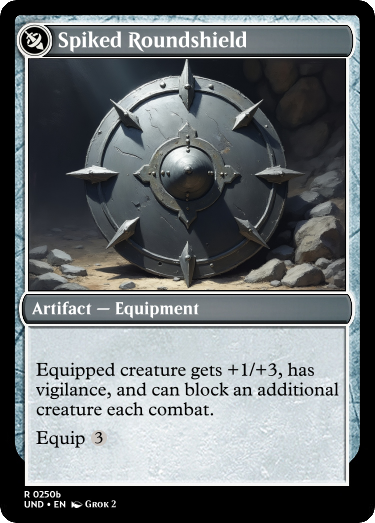 Spiked Roundshield
Artifact — Equipment
Equipped creature gets +1/+3, has
vigilance, and can block an additional
creature each combat.
Equip 3
R 0250b
UND • EN Grok 2